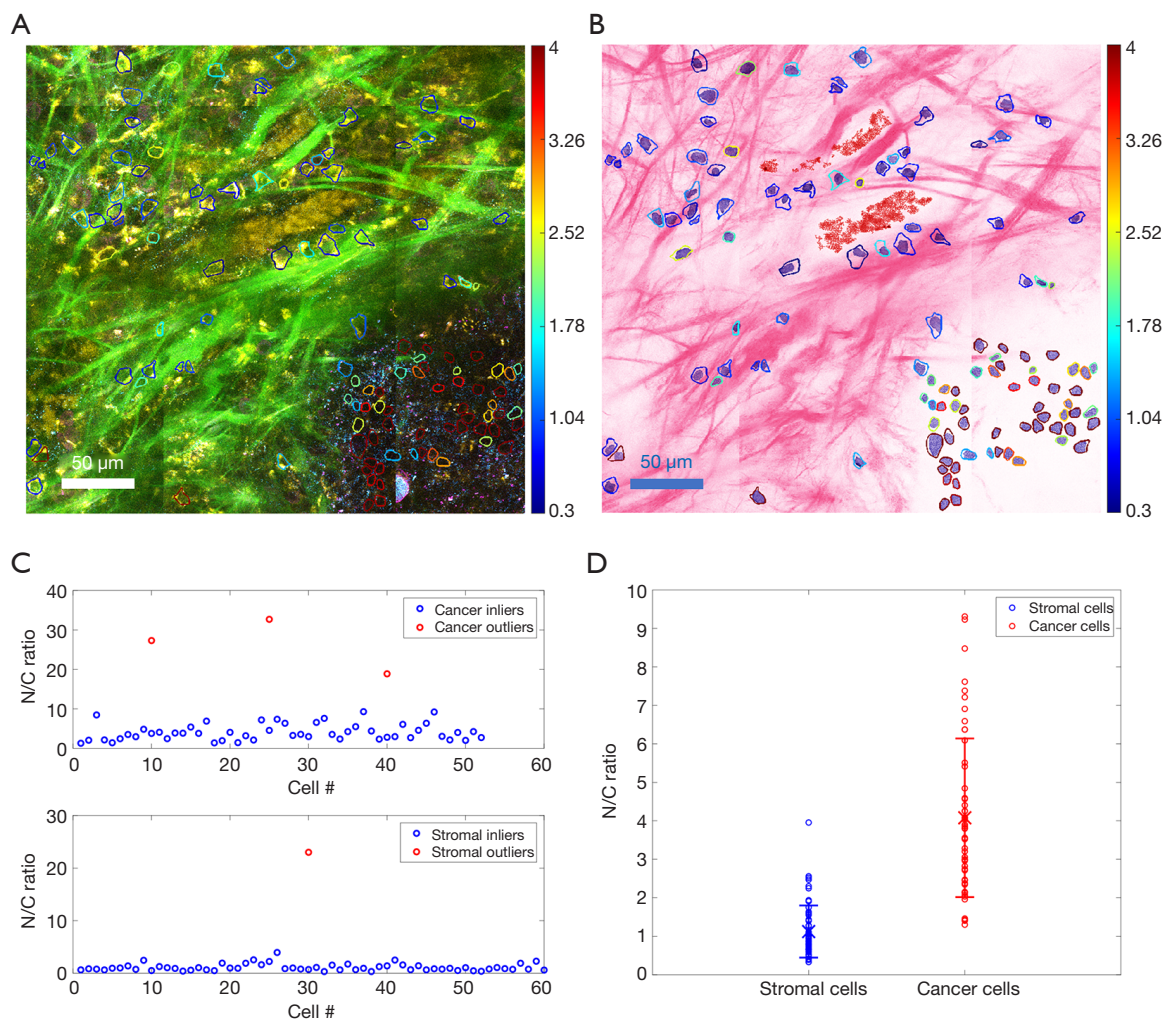 A
B
4
3.26
2.52
1.78
1.04
0.3
50 µm
4
3.26
2.52
1.78
1.04
0.3
50 µm
C
40
30
20
10
0
N/C ratio
Cancer inliers
Cancer outliers
0 10 20 30 40 50 60
Cell #
30
20
10
0
N/C ratio
Stromal inliers
Stromal outliers
0 10 20 30 40 50 60
Cell #
D
10
9
8
7
6
5
4
3
2
1
0
N/C ratio
Stromal cells
Cancer cells
Stromal cells Cancer cells